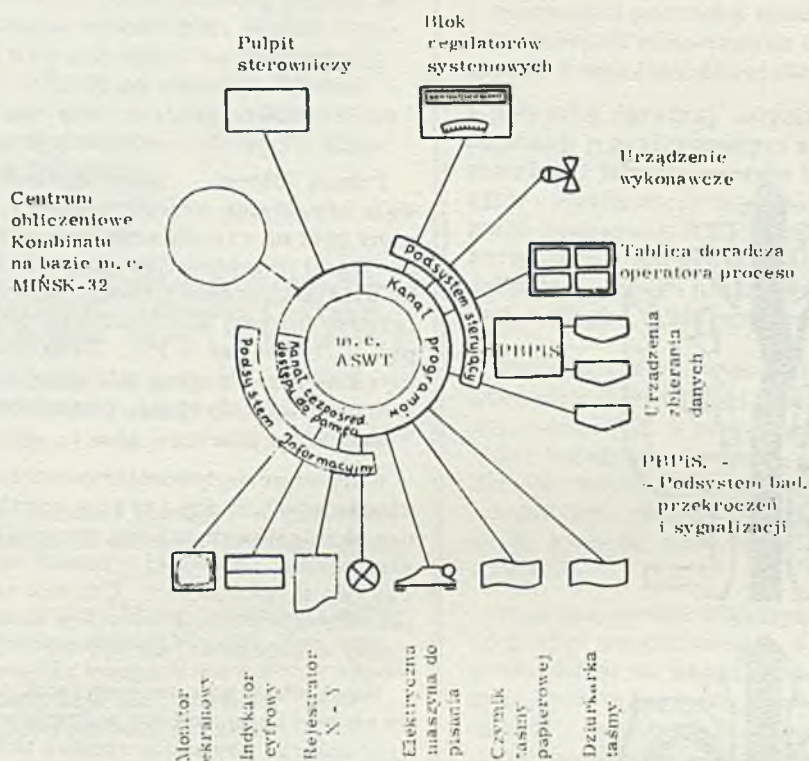 Pulpit
sterowniczy
Blok
regulatorów
systemowych
Urządzenie
wykonawcze
Centrum
obliczeniowe
Kombinatu
na bazie m. c.
MIŃSK-32
Tablica doradcza
operatora procesu
Podsystem sterujący
Kanał programów
m. c.
ASWT
PBPiS
Urządzenia
zbierania
danych
Kanał bezpośred.
dostępu do pamięci
Podsystem Informacyjny
PBPiS. -
- Podsystem bad.
przekroczeń
i sygnalizacji
Monitor
ekranowy
Indykator
cyfrowy
Rejestrator
X - Y
Elektryczna
maszyna do
pisania
Czytnik
taśmy
papierowej
Dziurkarka
taśmy